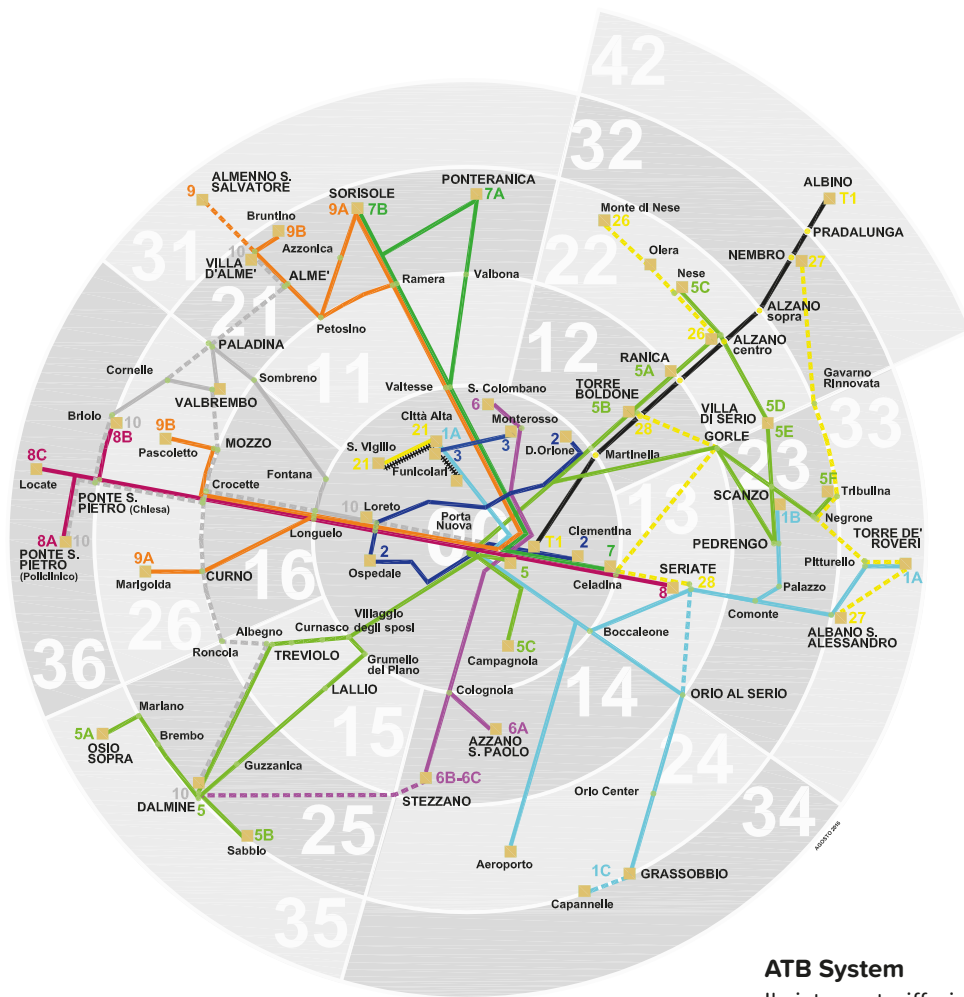 42
32
ALMENNO S.
SALVATORE
9
SORISOLE
9A
7B
PONTERANICA
7A
ALBINO
T1
Monte di Nese
26
Bruntino
9B
Azzonica
10
VILLA
D'ALME'
31
ALME'
Olera
22
Nese
5C
PRADALUNGA
NEMBRO
27
Valbona
Ramera
21
Petosino
ALZANO
sopra
26
ALZANO
centro
12
PALADINA
Cornelle
Sombreno
11
VALBREMBO
Valtesse
S. Colombano
6
RANICA
5A
TORRE
BOLDONE
5B
28
Gavarno
RInnovata
33
Briolo
10
8B
9B
Pascoletto
MOZZO
Città Alta
21
1A
S. Vigilio
21
3
Funicolari
Monterosso
3
2
D.Orione
Martinella
VILLA
DI SERIO
5D
5E
GORLE
23
8C
Locate
PONTE S.
PIETRO (Chiesa)
Crocette
Fontana
10
Loreto
Porta
Nuova
00
13
SCANZO
1B
5F
Tribulina
Negrone
TORRE DE'
ROVERI
8A
10
PONTE S.
PIETRO
(Policlinico)
Longuelo
2
Ospedale
T1
Clementina
2
7
5
Celadina
PEDRENGO
Pitturello
1A
9A
Marigolda
CURNO
16
26
SERIATE
8
28
Palazzo
Comonte
27
ALBANO S.
ALESSANDRO
36
Roncola
Albegno
Curnasco
Villaggio
degli sposi
TREVIOLO
Grumello
del Piano
LALLIO
5C
Campagnola
Boccaleone
14
Colognola
ORIO AL SERIO
15
6A
AZZANO
S. PAOLO
24
5A
OSIO
SOPRA
Mariano
Brembo
Guzzanica
10
DALMINE
5
6B-6C
STEZZANO
Orio Center
34
25
5B
Sabbio
Aeroporto
1C
GRASSOBBIO
Capannelle
35
AGOSTO 2016
ATB System